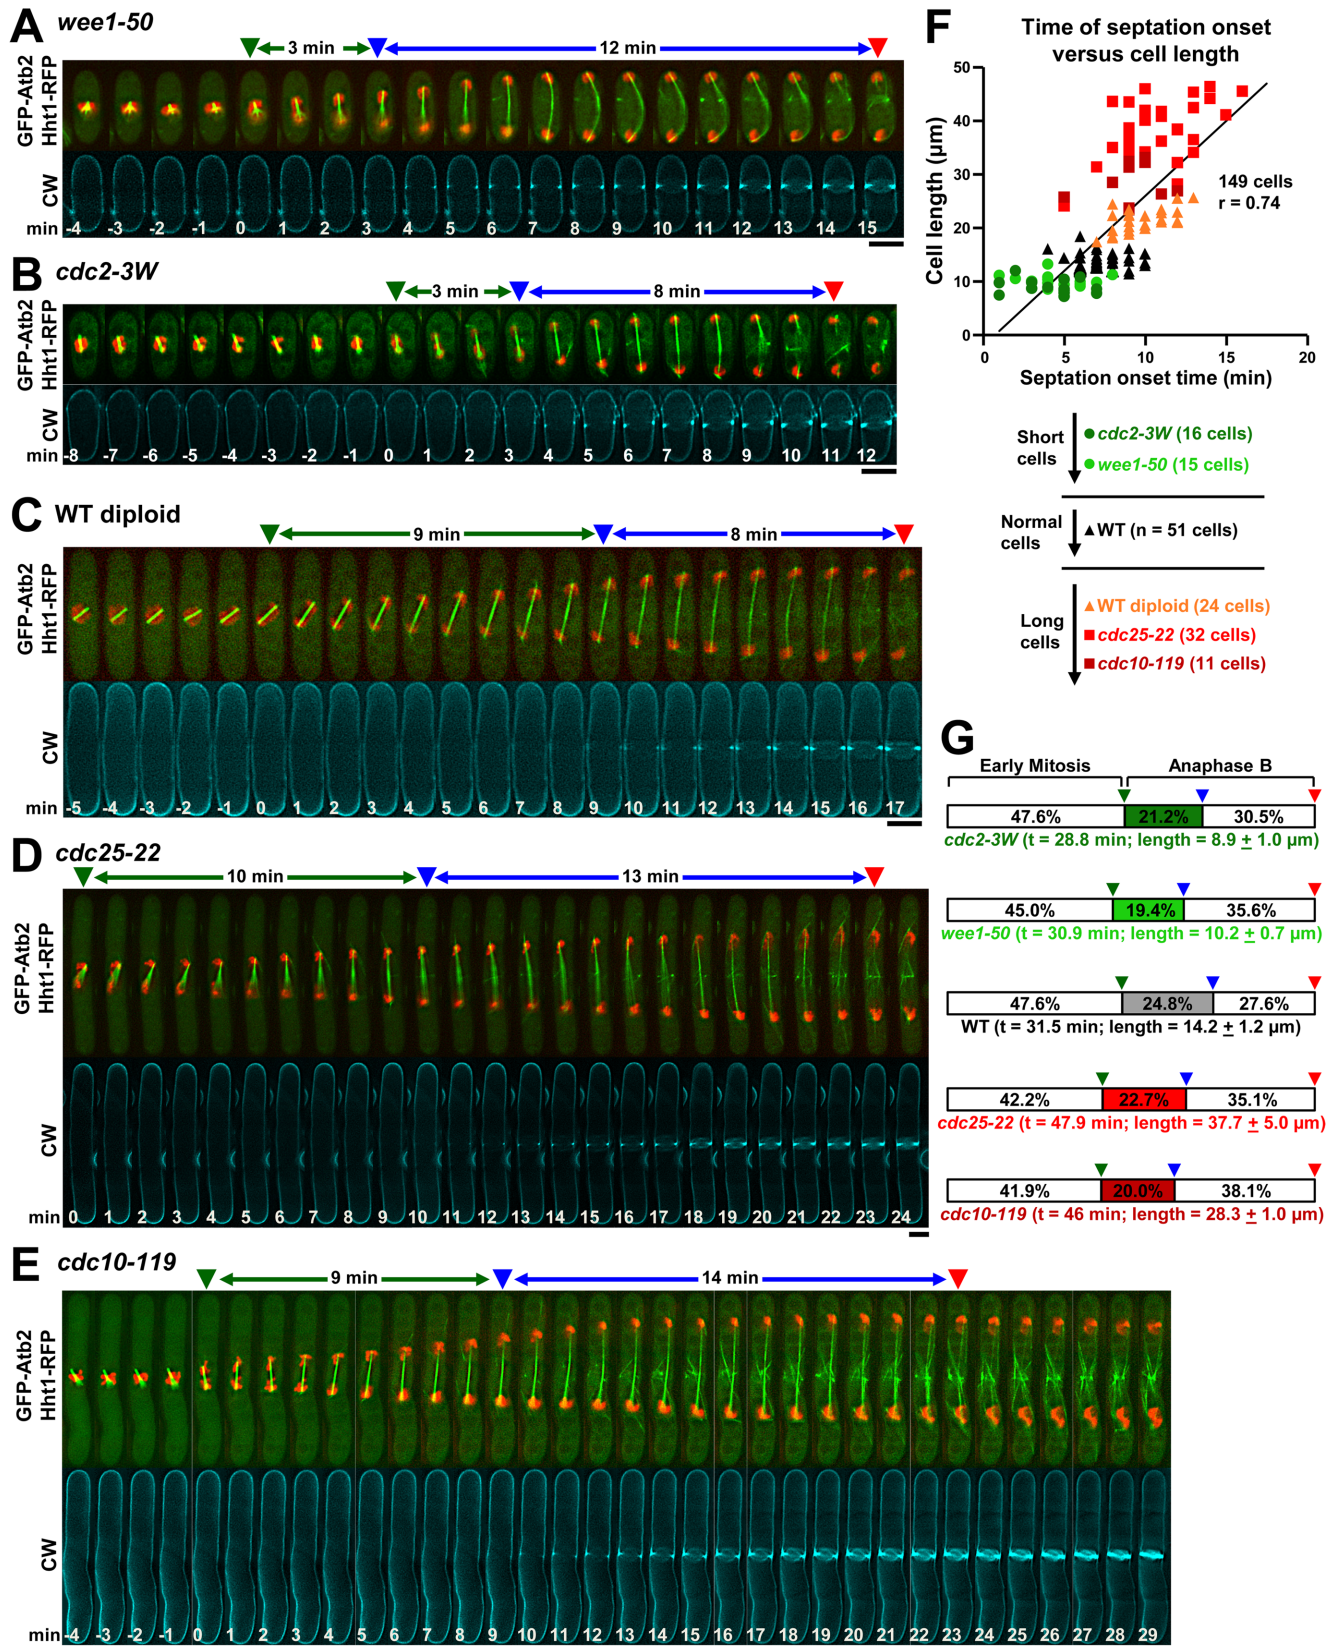 A wee1-50
3 min 12 min
GFP-Atb2
Hht1-RFP
CW
min -4 -3 -2 -1 0 1 2 3 4 5 6 7 8 9 10 11 12 13 14 15
B cdc2-3W
3 min 8 min
GFP-Atb2
Hht1-RFP
CW
min -8 -7 -6 -5 -4 -3 -2 -1 0 1 2 3 4 5 6 7 8 9 10 11 12
C WT diploid
9 min 8 min
GFP-Atb2
Hht1-RFP
CW
min -5 -4 -3 -2 -1 0 1 2 3 4 5 6 7 8 9 10 11 12 13 14 15 16 17
D cdc25-22
10 min 13 min
GFP-Atb2
Hht1-RFP
CW
min 0 1 2 3 4 5 6 7 8 9 10 11 12 13 14 15 16 17 18 19 20 21 22 23 24
E cdc10-119
9 min 14 min
GFP-Atb2
Hht1-RFP
CW
min -4 -3 -2 -1 0 1 2 3 4 5 6 7 8 9 10 11 12 13 14 15 16 17 18 19 20 21 22 23 24 25 26 27 28 29
F
Time of septation onset
versus cell length
Cell length (µm)
50
40
30
20
10
0
149 cells
r = 0.74
0 5 10 15 20
Septation onset time (min)
Short
cells
cdc2-3W (16 cells)
wee1-50 (15 cells)
Normal
cells
WT (n = 51 cells)
Long
cells
WT diploid (24 cells)
cdc25-22 (32 cells)
cdc10-119 (11 cells)
G
Early Mitosis Anaphase B
47.6% 21.2% 30.5%
cdc2-3W (t = 28.8 min; length = 8.9 ± 1.0 µm)
45.0% 19.4% 35.6%
wee1-50 (t = 30.9 min; length = 10.2 ± 0.7 µm)
47.6% 24.8% 27.6%
WT (t = 31.5 min; length = 14.2 ± 1.2 µm)
42.2% 22.7% 35.1%
cdc25-22 (t = 47.9 min; length = 37.7 ± 5.0 µm)
41.9% 20.0% 38.1%
cdc10-119 (t = 46 min; length = 28.3 ± 1.0 µm)